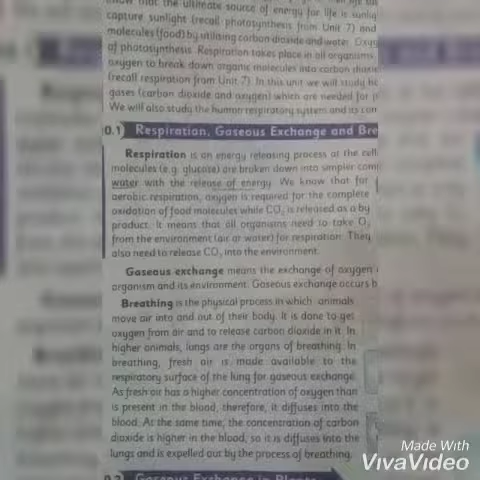 know that the ultimate source of energy for life is sunlig
capture sunlight (recall photosynthesis from Unit 7) and
molecules (food) by utilizing carbon dioxide and water. Oxyg
of photosynthesis. Respiration takes place in all organisms
oxygen to break down organic molecules into carbon dioxi
(recall respiration from Unit 7). In this unit we will study h
gases (carbon dioxide and oxygen) which are needed for p
We will also study the human respiratory system and its com
0.1) Respiration, Gaseous Exchange and Bre
Respiration is an energy releasing process at the cell
molecules (e.g. glucose) are broken down into simpler com
water with the release of energy. We know that for
aerobic respiration, oxygen is required for the complete
oxidation of food molecules while CO₂ is released as a by
product. It means that all organisms need to take O₂
from the environment (air or water) for respiration. They
also need to release CO₂ into the environment.
Gaseous exchange means the exchange of oxygen
organism and its environment. Gaseous exchange occurs b
Breathing is the physical process in which animals
move air into and out of their body. It is done to get
oxygen from air and to release carbon dioxide in it. In
higher animals, lungs are the organs of breathing. In
breathing, fresh air is made available to the
respiratory surface of the lung for gaseous exchange.
As fresh air has a higher concentration of oxygen than
is present in the blood, therefore, it diffuses into the
blood. At the same time, the concentration of carbon
dioxide is higher in the blood, so it is diffuses into the
lungs and is expelled out by the process of breathing.
0.2) Gaseous Exchange in Plants
Made With
VivaVideo